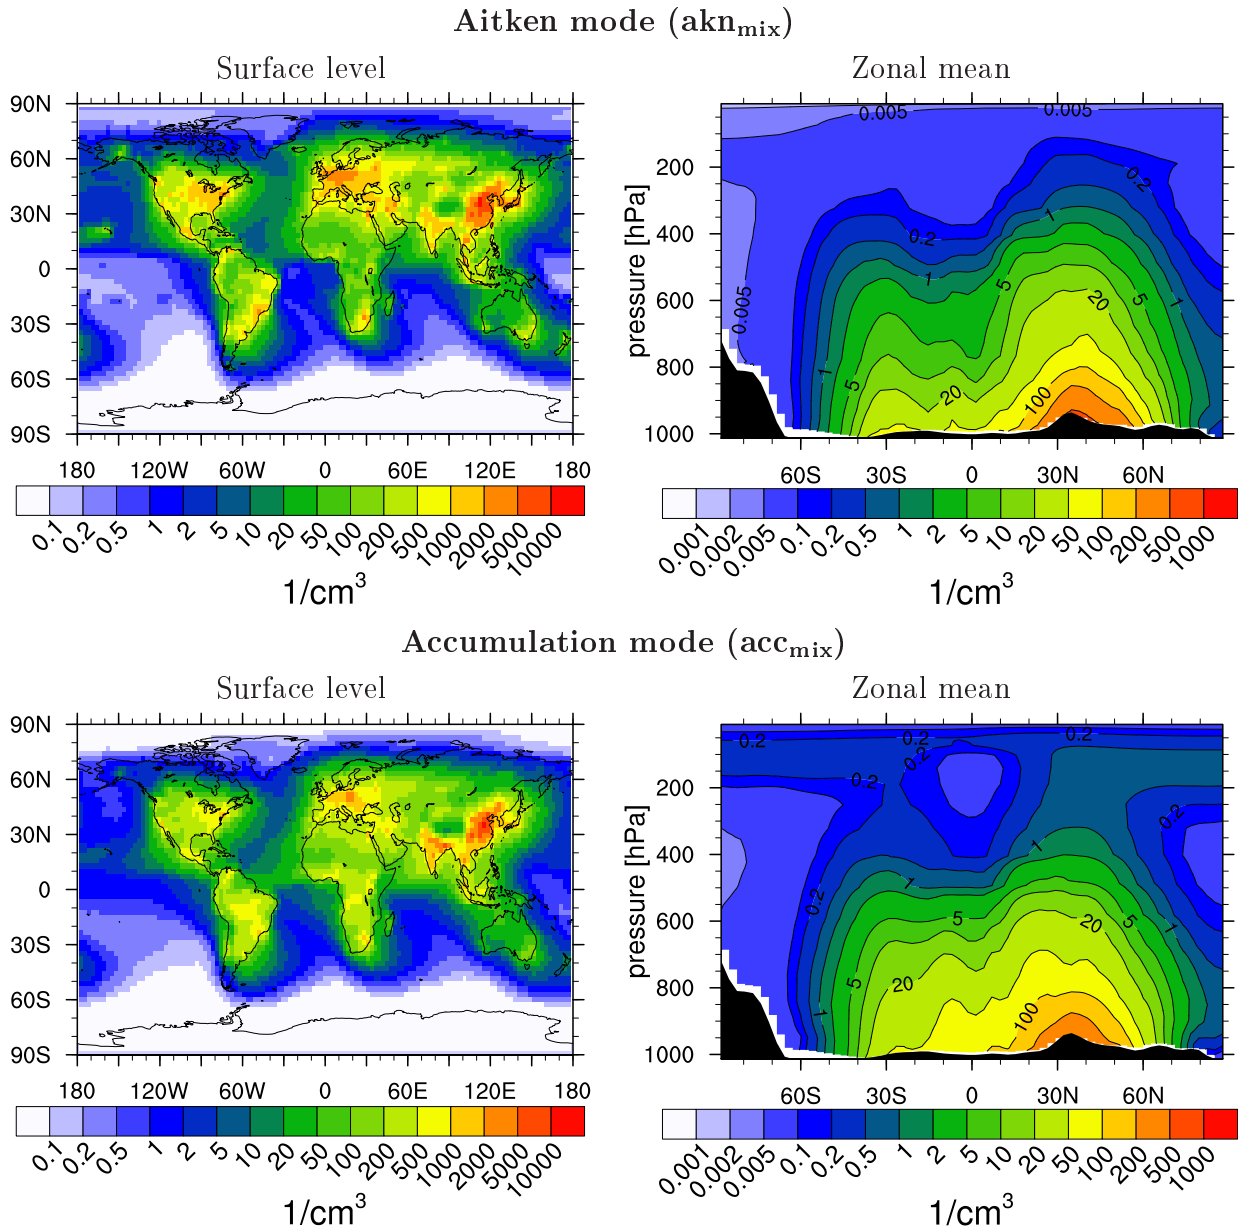 Aitken mode (akn_mix)
Surface level
Zonal mean
90N
60N
30N
0
30S
60S
90S
180 120W 60W 0 60E 120E 180
0.1 0.2 0.5 1 2 5 10 20 50 100 200 500 1000 2000 5000 10000
1/cm³
pressure [hPa]
200
400
600
800
1000
0.005 0.005
0.2
0.2
1
1
5
0.005
20 5 1
1 5 20 100
60S 30S 0 30N 60N
0.001 0.002 0.005 0.1 0.2 0.5 1 2 5 10 20 50 100 200 500 1000
1/cm³
Accumulation mode (acc_mix)
Surface level
Zonal mean
90N
60N
30N
0
30S
60S
90S
180 120W 60W 0 60E 120E 180
0.1 0.2 0.5 1 2 5 10 20 50 100 200 500 1000 2000 5000 10000
1/cm³
pressure [hPa]
200
400
600
800
1000
0.2 0.2 0.2
0.2 0.2
0.2
1
1
0.2 5 20 5 1
5 20
1 100
60S 30S 0 30N 60N
0.001 0.002 0.005 0.1 0.2 0.5 1 2 5 10 20 50 100 200 500 1000
1/cm³